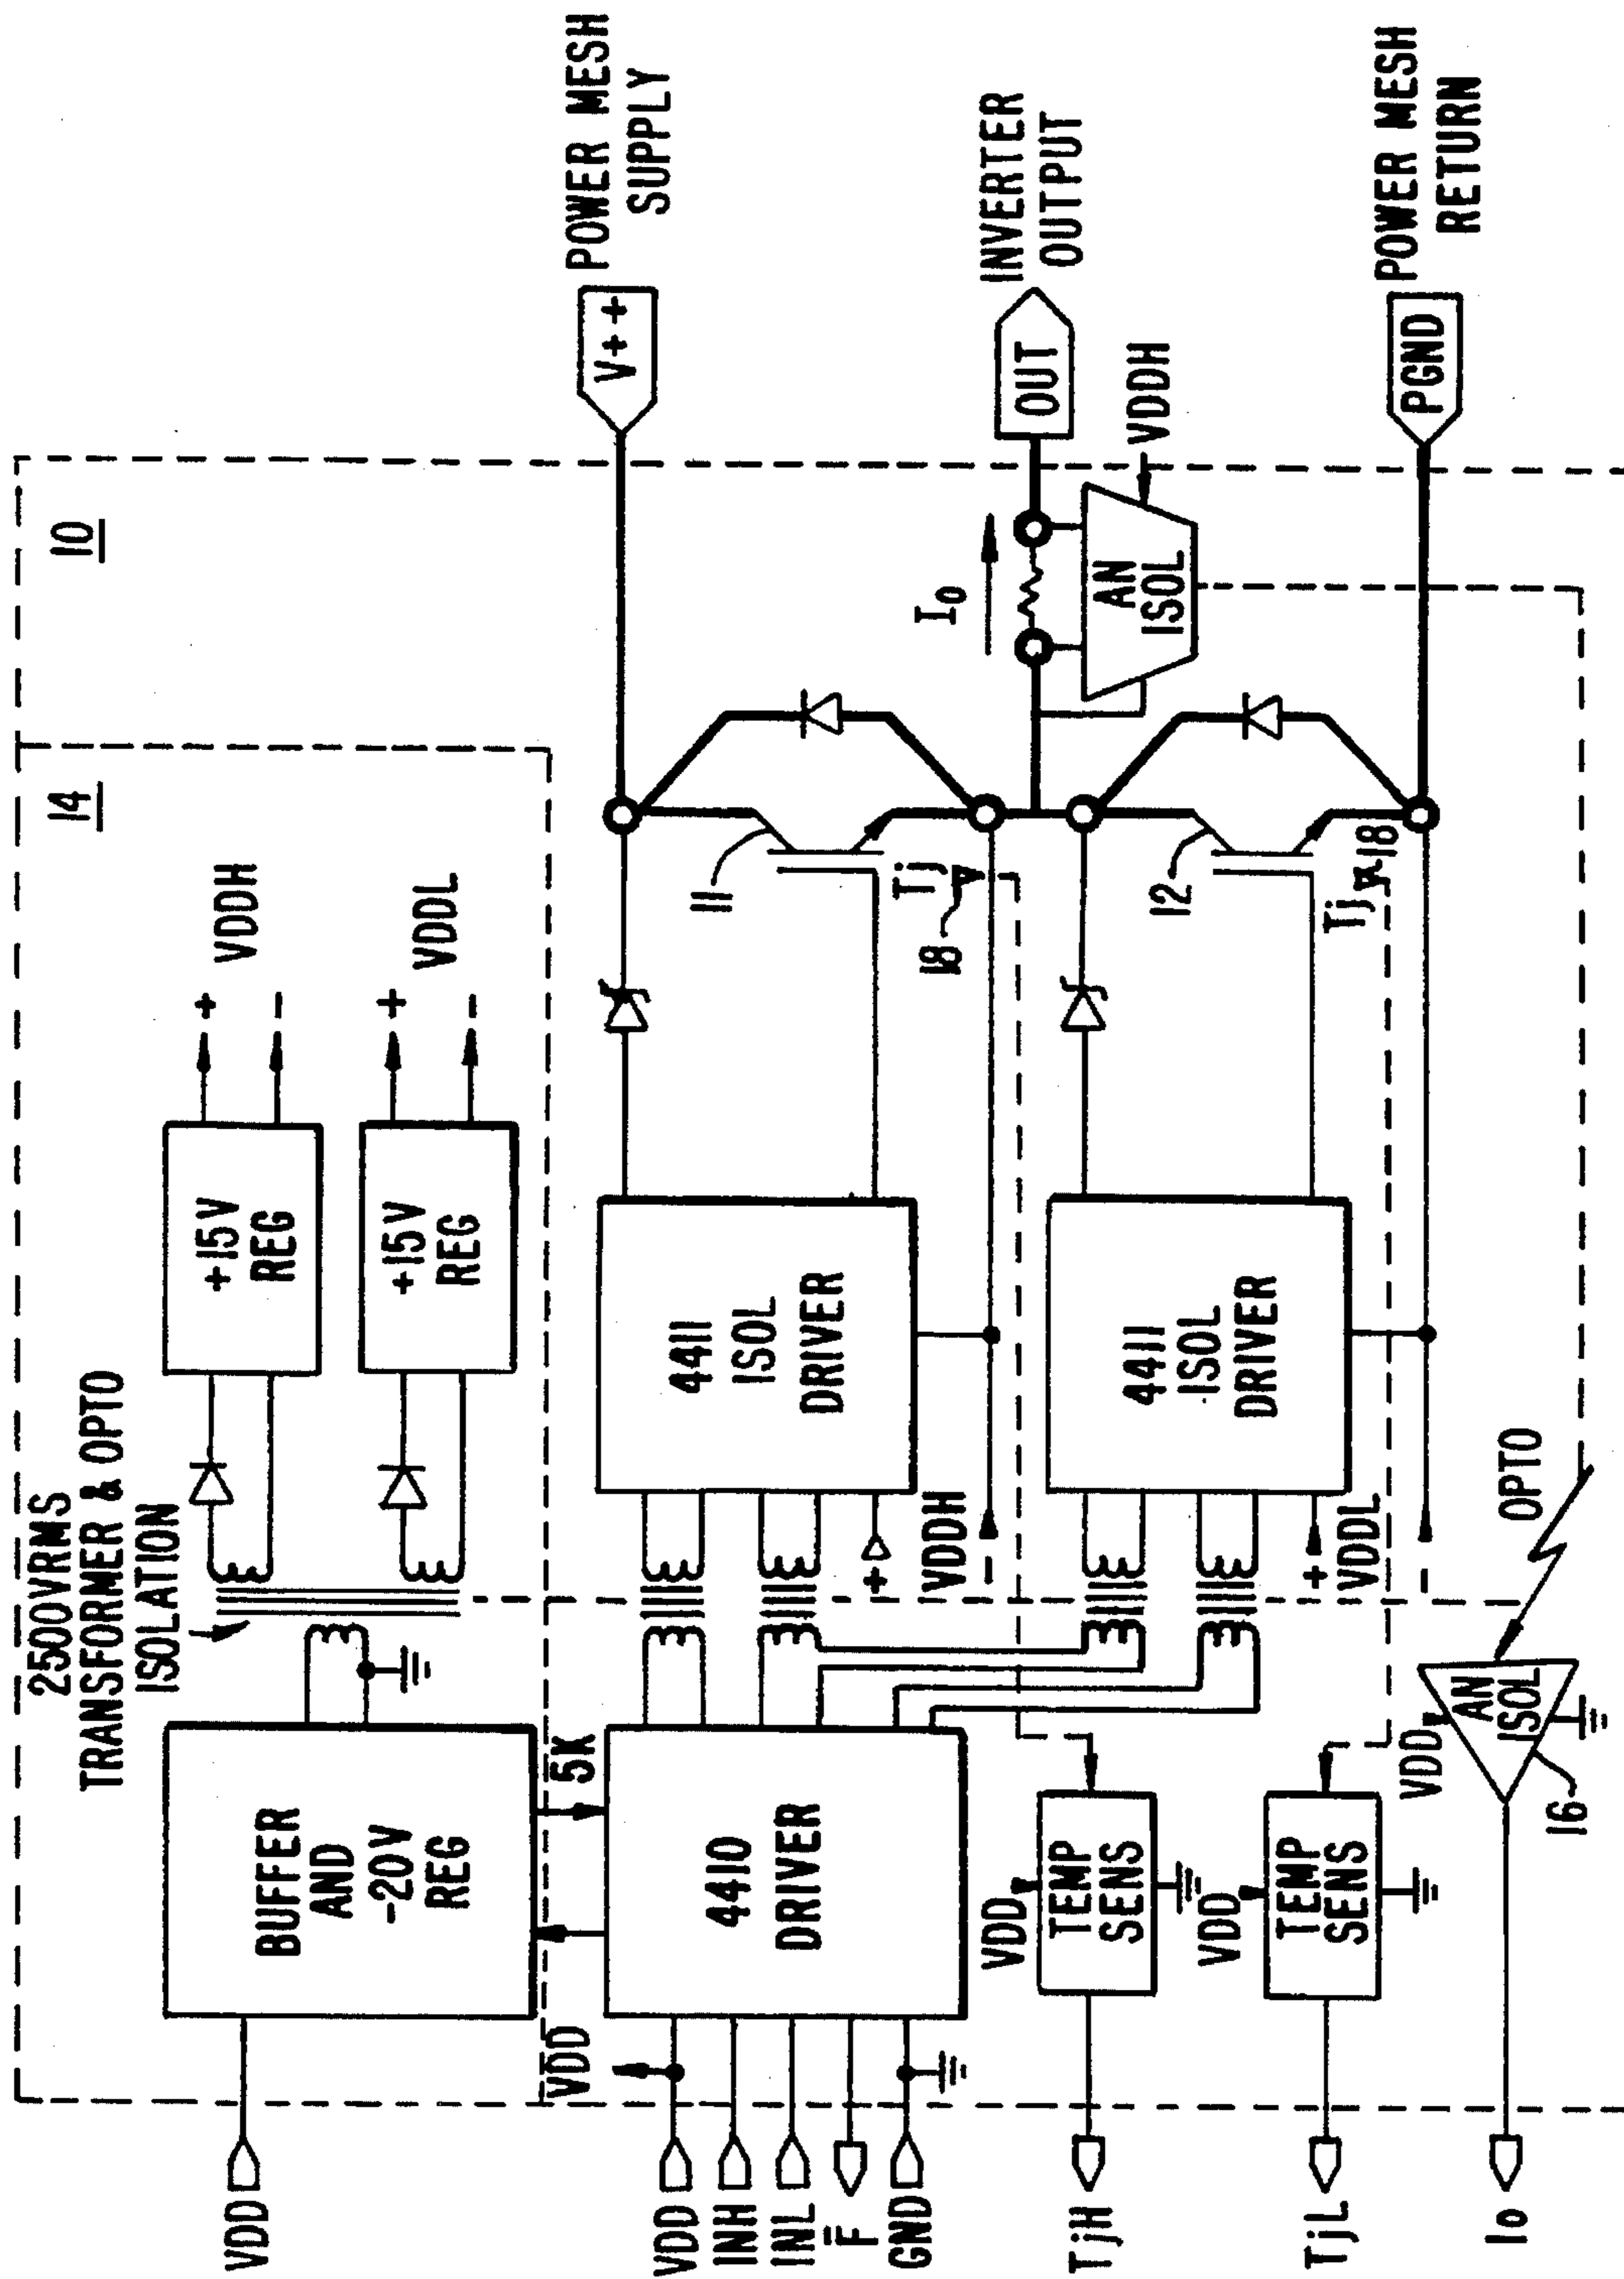 10
14
2500VRMS
TRANSFORMER & OPTO
ISOLATION
BUFFER
AND
-20V
REG
+15V
REG
+15V
REG
+
-
VDDH
+
-
VDDL
VDD
5K
VDD
VDD
INH
INL
F̅
GND
4410
DRIVER
4411
ISOL
DRIVER
+
VDDH
-
11
Tj
18
V++
POWER MESH
SUPPLY
I₀
OUT
INVERTER
OUTPUT
AN
ISOL
VDDH
4411
ISOL
DRIVER
+
VDDL
-
12
Tj
18
PGND
POWER MESH
RETURN
TjH
VDD
TEMP
SENS
TjL
VDD
TEMP
SENS
I₀
VDD
AN
ISOL
16
OPTO